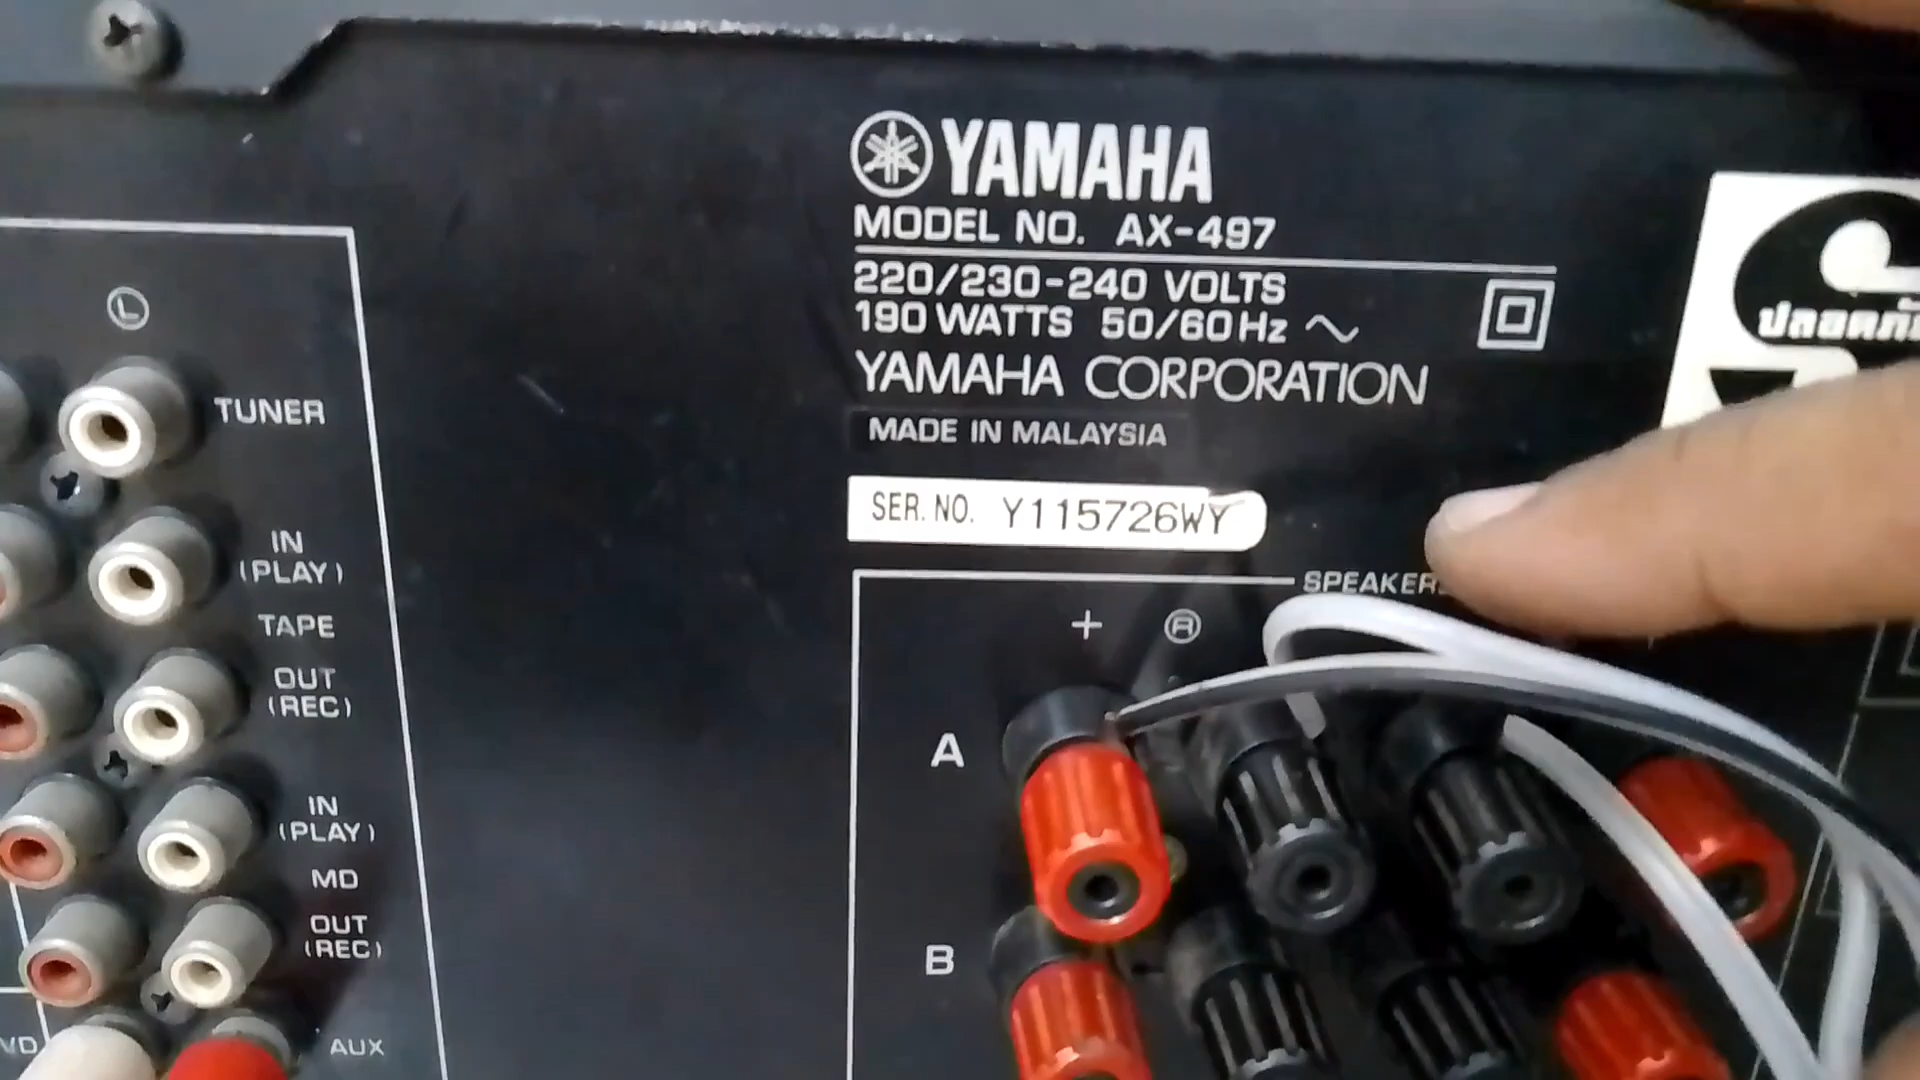 YAMAHA
MODEL NO. AX-497
220/230-240 VOLTS
190 WATTS 50/60Hz
YAMAHA CORPORATION
MADE IN MALAYSIA
SER. NO. Y115726WY
SPEAKERS
+ R
A
B
L
TUNER
IN
(PLAY)
TAPE
OUT
(REC)
IN
(PLAY)
MD
OUT
(REC)
AUX